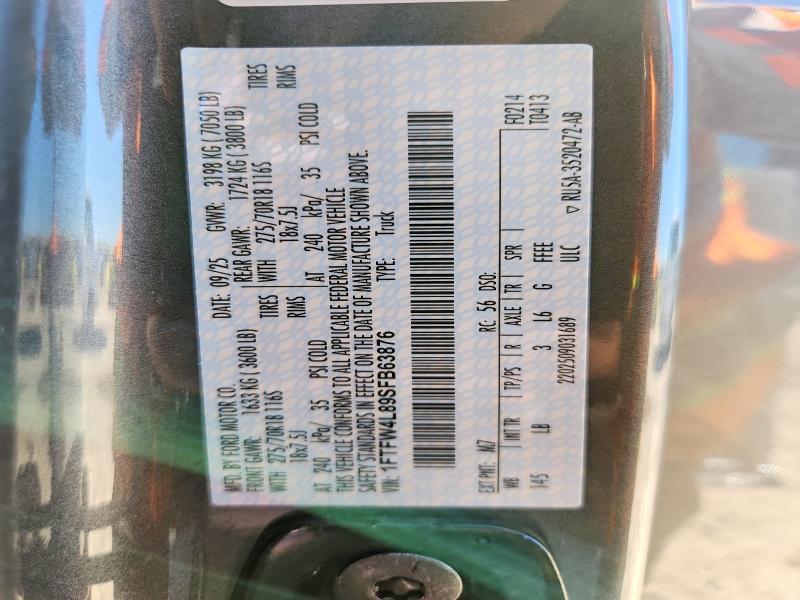 MFD. BY FORD MOTOR CO.
DATE: 09/25 GVWR: 3198 KG ( 7050 LB)
FRONT GAWR: 1633 KG ( 3600 LB) REAR GAWR: 1724 KG ( 3800 LB)
WITH 275/70R18 116S TIRES WITH 275/70R18 116S TIRES
18x7.5J RIMS 18x7.5J RIMS
AT 240 kPa/ 35 PSI COLD AT 240 kPa/ 35 PSI COLD
THIS VEHICLE CONFORMS TO ALL APPLICABLE FEDERAL MOTOR VEHICLE
SAFETY STANDARDS IN EFFECT ON THE DATE OF MANUFACTURE SHOWN ABOVE.
VIN: 1FTFW4L89SFB63876 TYPE: Truck
EXT PNT: M7 RC: 56 DSO: F0214
WB INT TR TP/PS R AXLE TR SPR T0413
145 LB 3 L6 G FFEE
2202509031689 ULC ▽ RU5A-3520472-AB